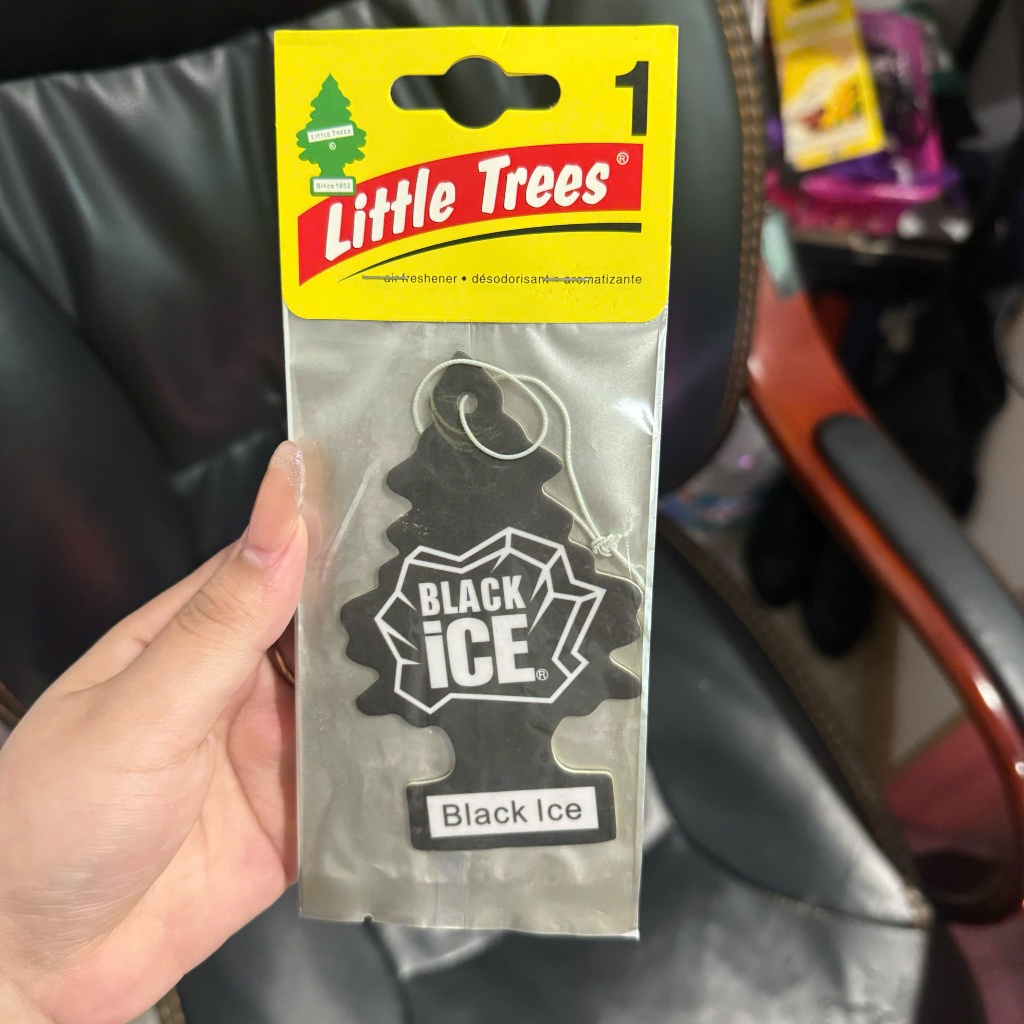 1
LITTLE TREES
Since 1952
Little Trees®
air freshener • désodorisant • aromatizante
BLACK
iCE®
Black Ice